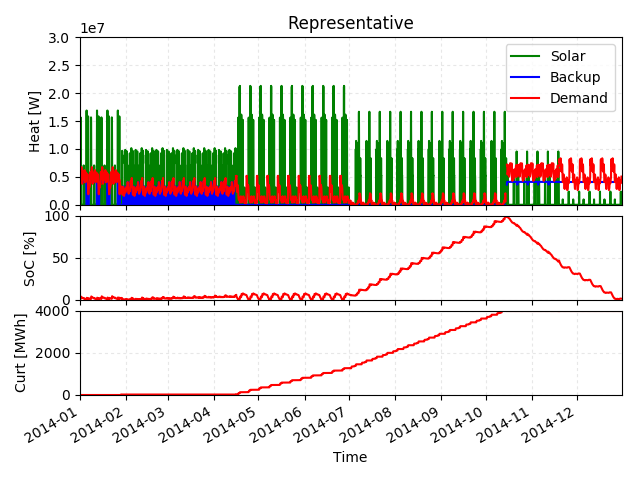 Representative
1e7
3.0
2.5
2.0
1.5
1.0
0.5
0.0
Heat [W]
Solar
Backup
Demand
100
50
0
SoC [%]
4000
2000
0
Curt [MWh]
2014-01
2014-02
2014-03
2014-04
2014-05
2014-06
2014-07
2014-08
2014-09
2014-10
2014-11
2014-12
Time